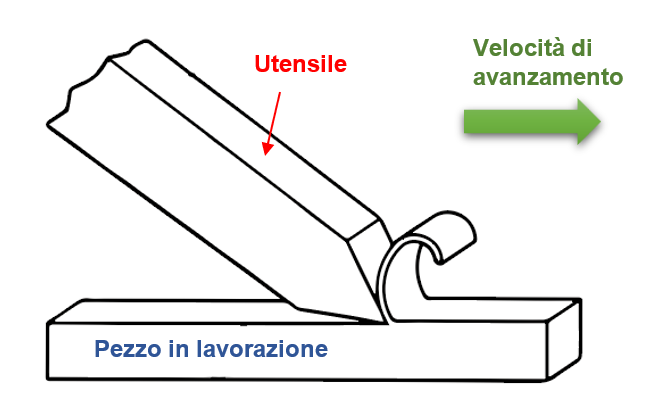 Utensile
Velocità di
avanzamento
Pezzo in lavorazione